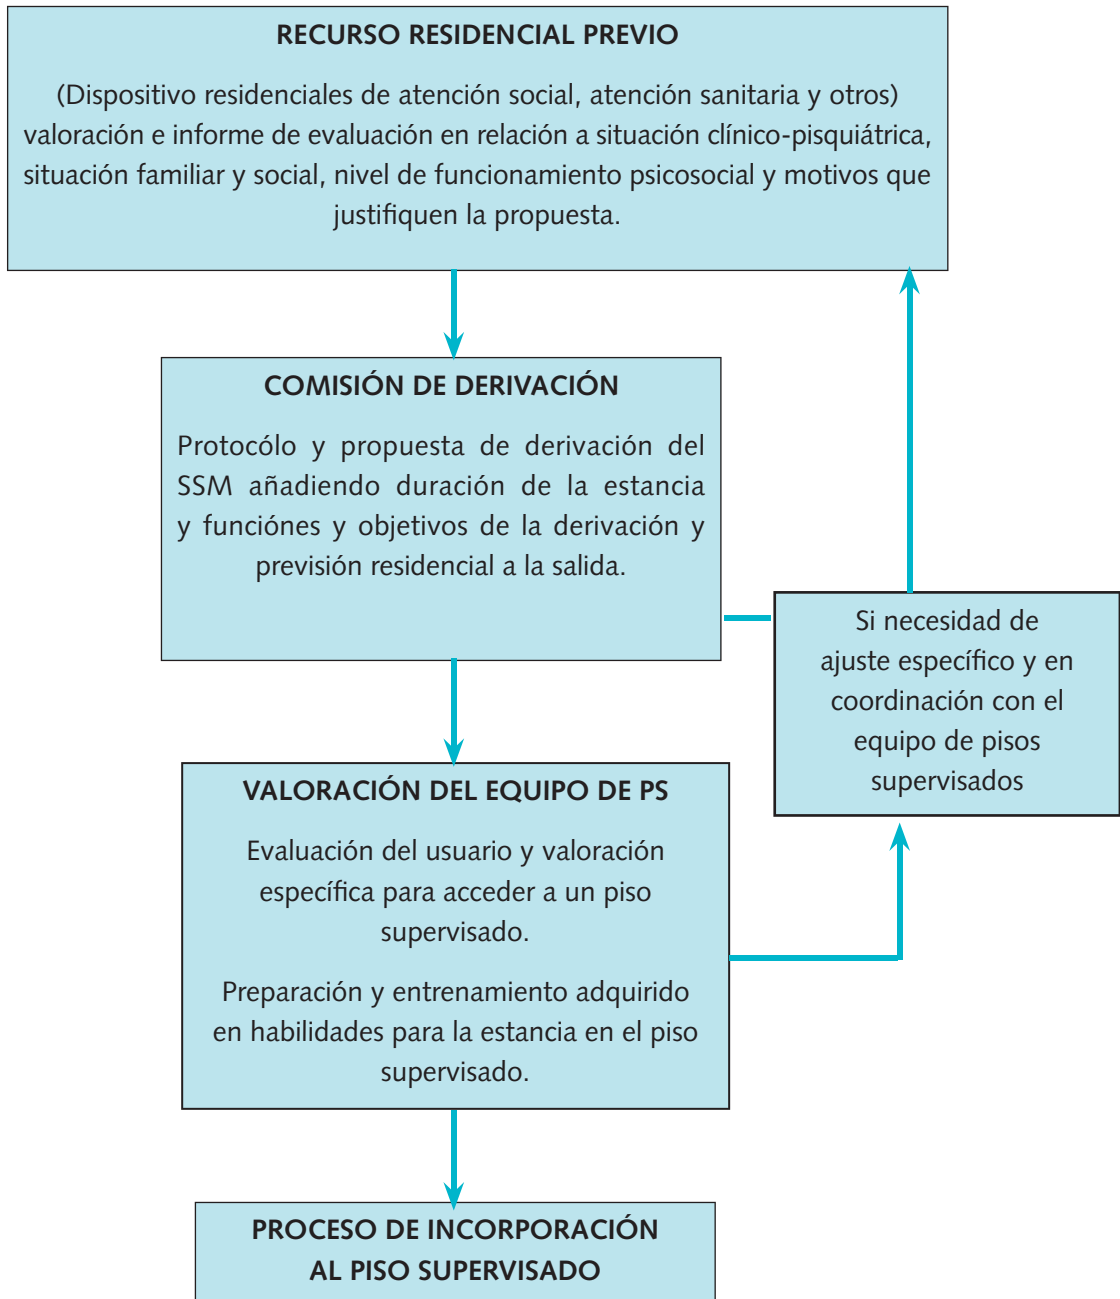 RECURSO RESIDENCIAL PREVIO
(Dispositivo residenciales de atención social, atención sanitaria y otros)
valoración e informe de evaluación en relación a situación clínico-pisquiátrica,
situación familiar y social, nivel de funcionamiento psicosocial y motivos que
justifiquen la propuesta.
COMISIÓN DE DERIVACIÓN
Protocólo y propuesta de derivación del
SSM añadiendo duración de la estancia
y funciónes y objetivos de la derivación y
previsión residencial a la salida.
Si necesidad de
ajuste específico y en
coordinación con el
equipo de pisos
supervisados
VALORACIÓN DEL EQUIPO DE PS
Evaluación del usuario y valoración
específica para acceder a un piso
supervisado.
Preparación y entrenamiento adquirido
en habilidades para la estancia en el piso
supervisado.
PROCESO DE INCORPORACIÓN
AL PISO SUPERVISADO